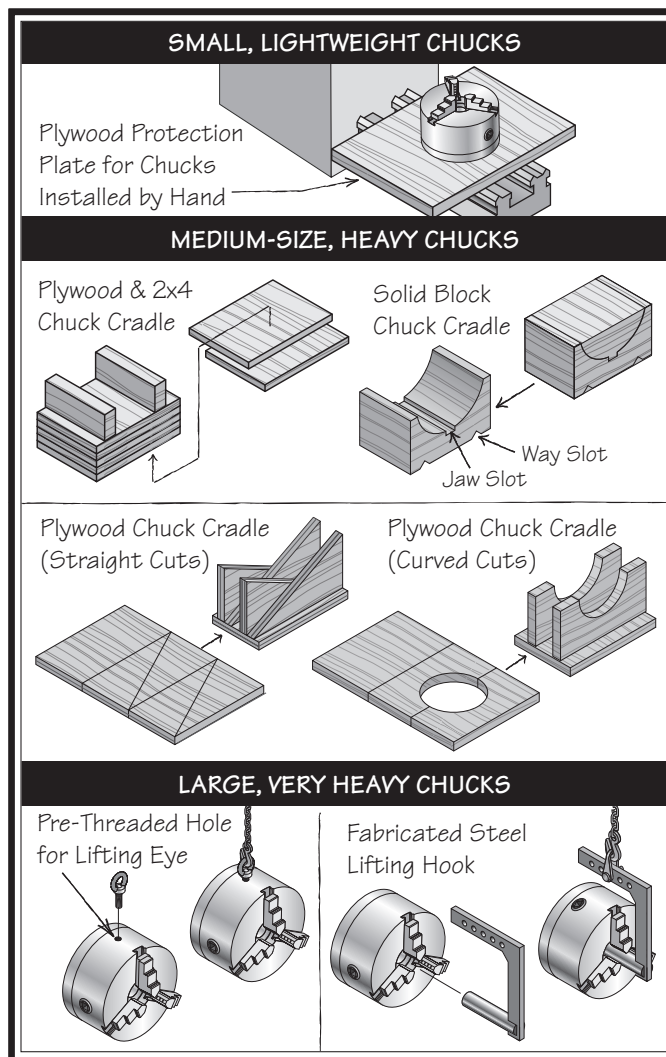 SMALL, LIGHTWEIGHT CHUCKS
Plywood Protection
Plate for Chucks
Installed by Hand
MEDIUM-SIZE, HEAVY CHUCKS
Plywood & 2x4
Chuck Cradle
Solid Block
Chuck Cradle
Way Slot
Jaw Slot
Plywood Chuck Cradle
(Straight Cuts)
Plywood Chuck Cradle
(Curved Cuts)
LARGE, VERY HEAVY CHUCKS
Pre-Threaded Hole
for Lifting Eye
Fabricated Steel
Lifting Hook